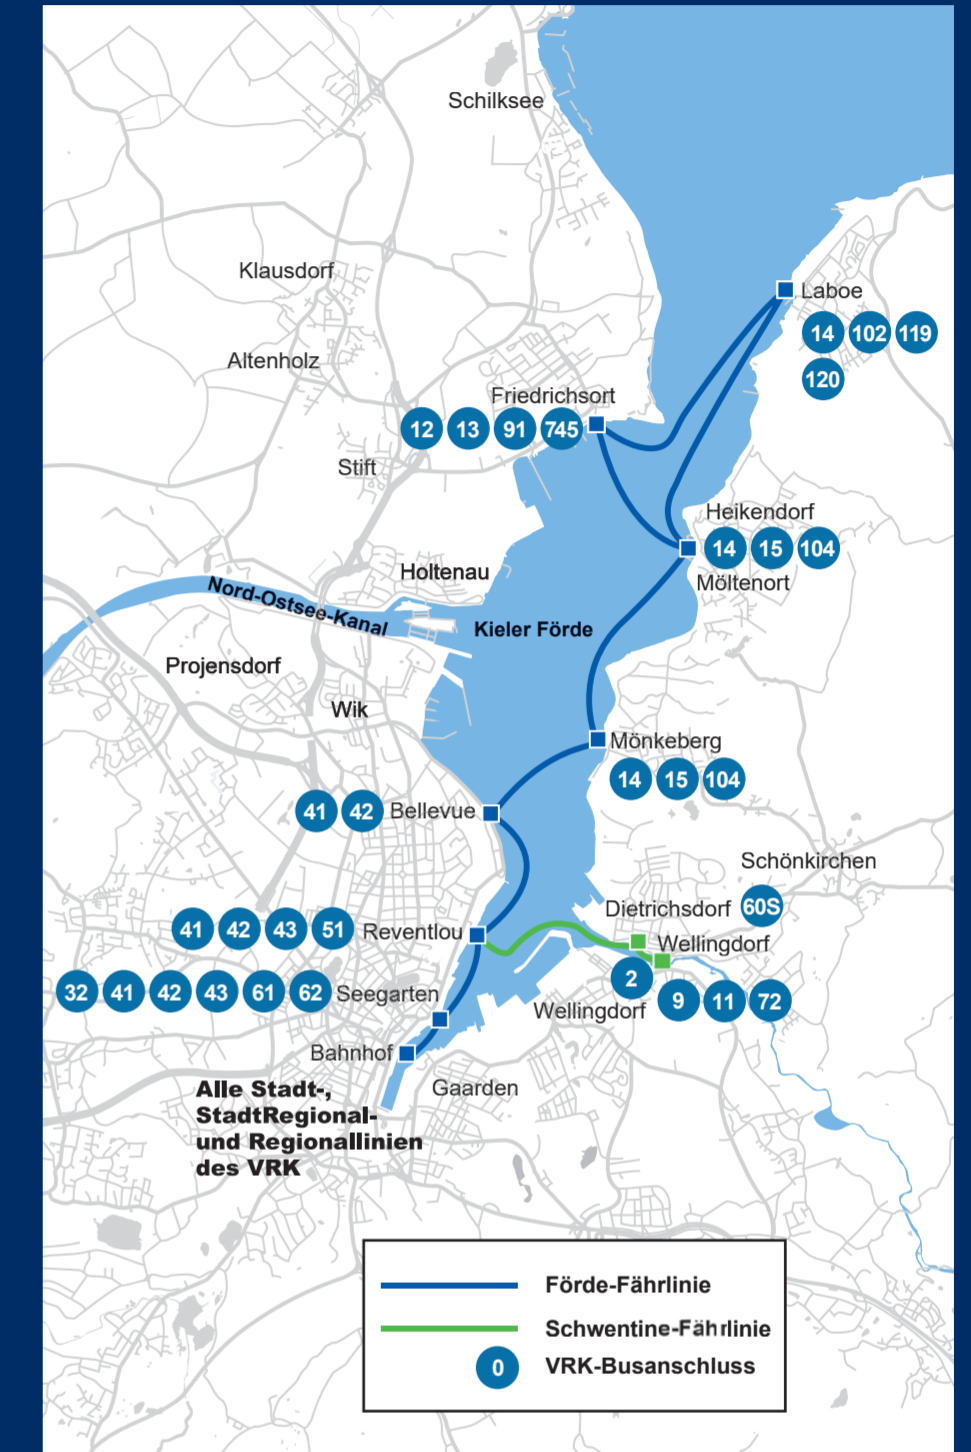 Schilksee
Klausdorf
Laboe
14 102 119
120
Altenholz
Friedrichsort
12 13 91 745
Stift
Heikendorf
14 15 104
Möltenort
Holtenau
Nord-Ostsee-Kanal
Kieler Förde
Projensdorf
Wik
Mönkeberg
14 15 104
41 42 Bellevue
Schönkirchen
Dietrichsdorf 60S
41 42 43 51 Reventlou
Wellingdorf
2
32 41 42 43 61 62 Seegarten
9 11 72
Wellingdorf
Bahnhof
Gaarden
Alle Stadt-,
StadtRegional-
und Regionallinien
des VRK
Förde-Fährlinie
Schwentine-Fährlinie
0 VRK-Busanschluss